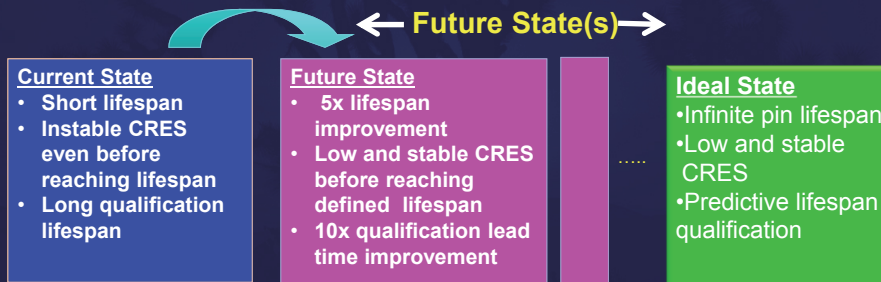 Future State(s)
Current State
• Short lifespan
• Instable CRES
even before
reaching lifespan
• Long qualification
lifespan
Future State
• 5x lifespan
improvement
• Low and stable CRES
before reaching
defined lifespan
• 10x qualification lead
time improvement
.....
Ideal State
•Infinite pin lifespan
•Low and stable
CRES
•Predictive lifespan
qualification